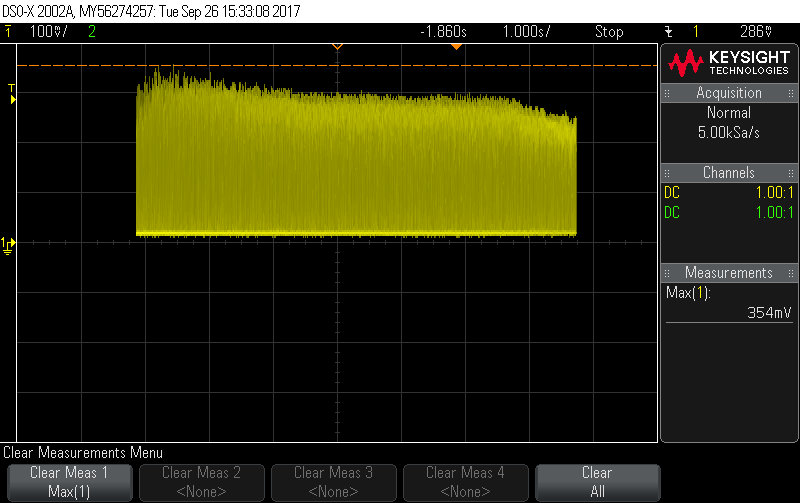 DSO-X 2002A, MY56274257: Tue Sep 26 15:33:08 2017
1 100V/ 2 -1.860s 1.000s/ Stop 1 286V
T
1
KEYSIGHT
TECHNOLOGIES
Acquisition
Normal
5.00kSa/s
Channels
DC 1.00:1
DC 1.00:1
Measurements
Max(1):
354mV
Clear Measurements Menu
Clear Meas 1
Max(1)
Clear Meas 2
<None>
Clear Meas 3
<None>
Clear Meas 4
<None>
Clear
All